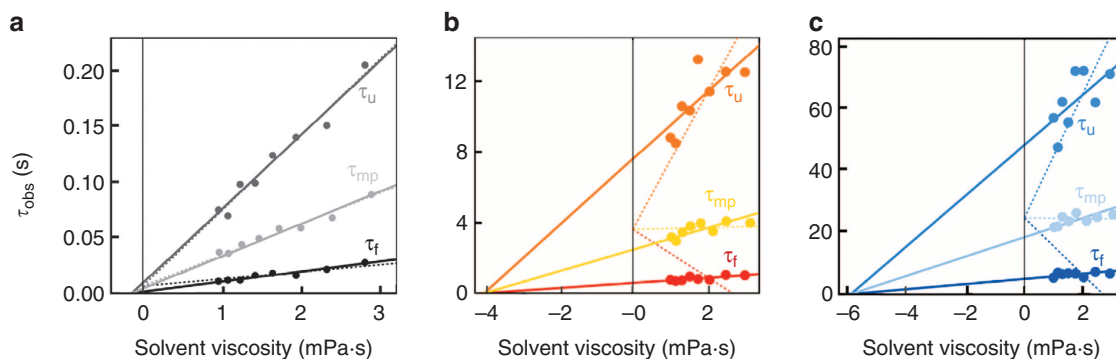 a
τobs (s)
0.20
0.15
0.10
0.05
0.00
τu
τmp
τf
0 1 2 3
Solvent viscosity (mPa·s)
b
12
8
4
0
τu
τmp
τf
–4 –2 0 2
Solvent viscosity (mPa·s)
c
80
60
40
20
0
τu
τmp
τf
–6 –4 –2 0 2
Solvent viscosity (mPa·s)